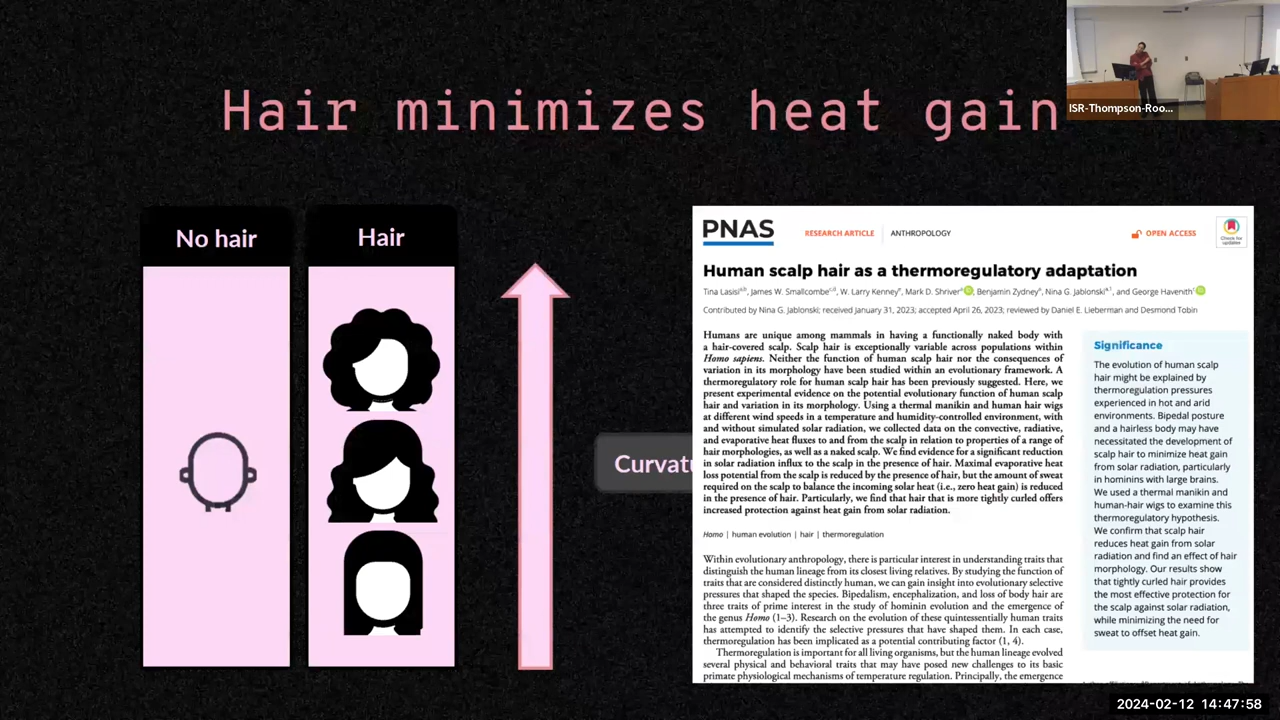 Hair minimizes heat gain
ISR-Thompson-Roo...
No hair
Hair
Curvatu
PNAS
RESEARCH ARTICLE
ANTHROPOLOGY
OPEN ACCESS
Check for
updates
Human scalp hair as a thermoregulatory adaptation
Tina Lasisi, James W. Smallcombe, W. Larry Kenney, Mark D. Shriver, Benjamin Zydney, Nina G. Jablonski, and George Havenith
Contributed by Nina G. Jablonski; received January 31, 2023; accepted April 26, 2023; reviewed by Daniel E. Lieberman and Desmond Tobin
Humans are unique among mammals in having a functionally naked body with
a hair-covered scalp. Scalp hair is exceptionally variable across populations within
Homo sapiens. Neither the function of human scalp hair nor the consequences of
variation in its morphology have been studied within an evolutionary framework. A
thermoregulatory role for human scalp hair has been previously suggested. Here, we
present experimental evidence on the potential evolutionary function of human scalp
hair and variation in its morphology. Using a thermal manikin and human hair wigs
at different wind speeds in a temperature and humidity-controlled environment, with
and without simulated solar radiation, we collected data on the convective, radiative,
and evaporative heat fluxes to and from the scalp in relation to properties of a range of
hair morphologies, as well as a naked scalp. We find evidence for a significant reduction
in solar radiation influx to the scalp in the presence of hair. Maximal evaporative heat
loss potential from the scalp is reduced by the presence of hair, but the amount of sweat
required on the scalp to balance the incoming solar heat (i.e., zero heat gain) is reduced
in the presence of hair. Particularly, we find that hair that is more tightly curled offers
increased protection against heat gain from solar radiation.
Homo | human evolution | hair | thermoregulation
Within evolutionary anthropology, there is particular interest in understanding traits that
distinguish the human lineage from its closest living relatives. By studying the function of
traits that are considered distinctly human, we can gain insight into evolutionary selective
pressures that shaped the species. Bipedalism, encephalization, and loss of body hair are
three traits of prime interest in the study of hominin evolution and the emergence of
the genus Homo (1–3). Research on the evolution of these quintessentially human traits
has attempted to identify the selective pressures that have shaped them. In each case,
thermoregulation has been implicated as a potential contributing factor (1, 4).
Thermoregulation is important for all living organisms, but the human lineage evolved
several physical and behavioral traits that may have posed new challenges to its basic
primary physiological mechanisms of temperature regulation. Principally, the emergence
Significance
The evolution of human scalp
hair might be explained by
thermoregulation pressures
experienced in hot and arid
environments. Bipedal posture
and a hairless body may have
necessitated the development of
scalp hair to minimize heat gain
from solar radiation, particularly
in hominins with large brains.
We used a thermal manikin and
human-hair wigs to examine this
thermoregulatory hypothesis.
We confirm that scalp hair
reduces heat gain from solar
radiation and find an effect of hair
morphology. Our results show
that tightly curled hair provides
the most effective protection for
the scalp against solar radiation,
while minimizing the need for
sweat to offset heat gain.
2024-02-12 14:47:58